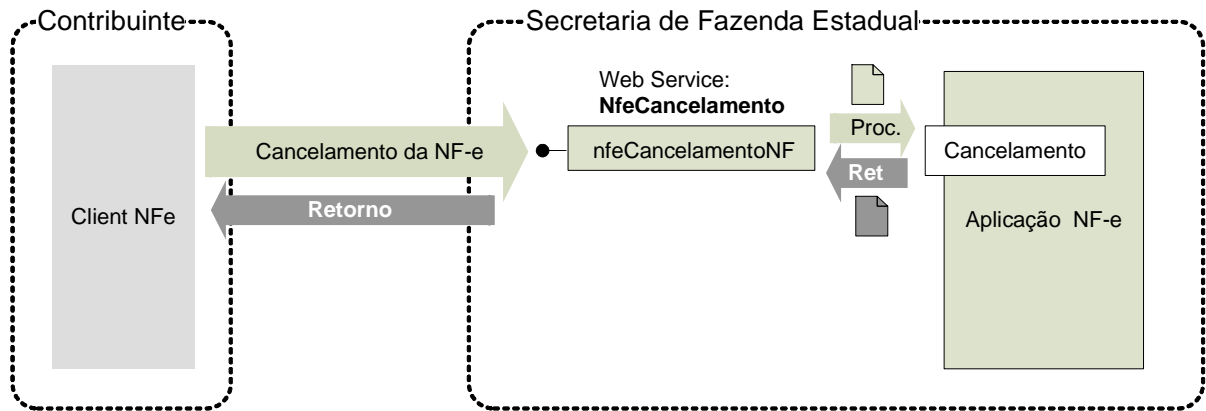 Contribuinte
Secretaria de Fazenda Estadual
Web Service:
NfeCancelamento
Cancelamento da NF-e
nfeCancelamentoNF
Proc.
Cancelamento
Ret
Retorno
Client NFe
Aplicação NF-e